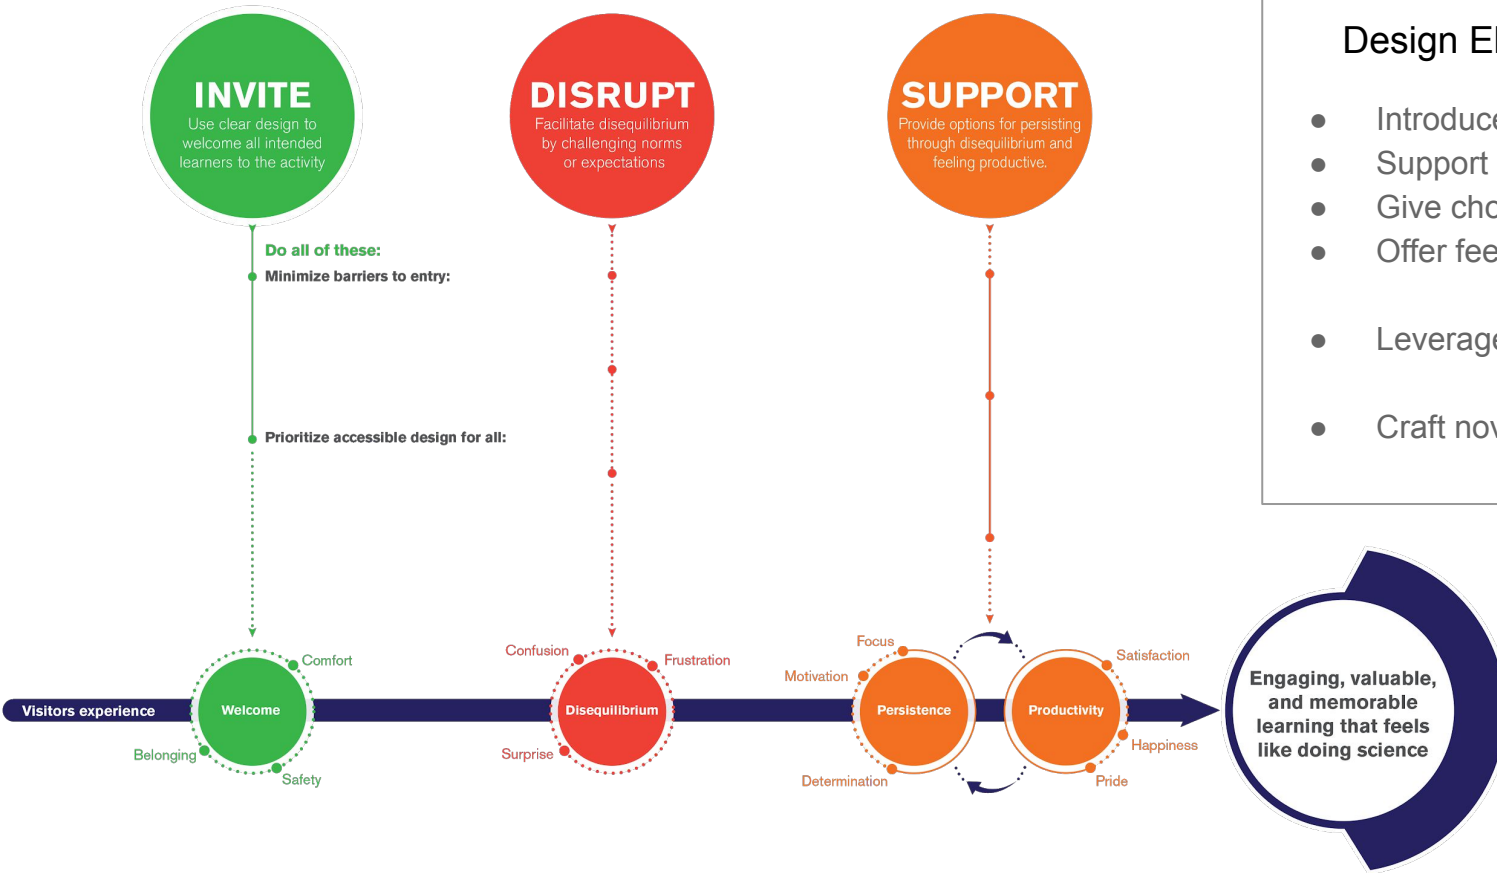 INVITE
Use clear design to
welcome all intended
learners to the activity
DISRUPT
Facilitate disequilibrium
by challenging norms
or expectations
SUPPORT
Provide options for persisting
through disequilibrium and
feeling productive.
Design
● Introduce
● Support
● Give
● Offer
● Leverage
● Craft
Do all of these:
Minimize barriers to entry:
Prioritize accessible design for all:
Visitors experience
Welcome
Comfort
Belonging
Safety
Disequilibrium
Confusion
Frustration
Surprise
Persistence
Focus
Motivation
Determination
Productivity
Satisfaction
Happiness
Pride
Engaging, valuable,
and memorable
learning that feels
like doing science